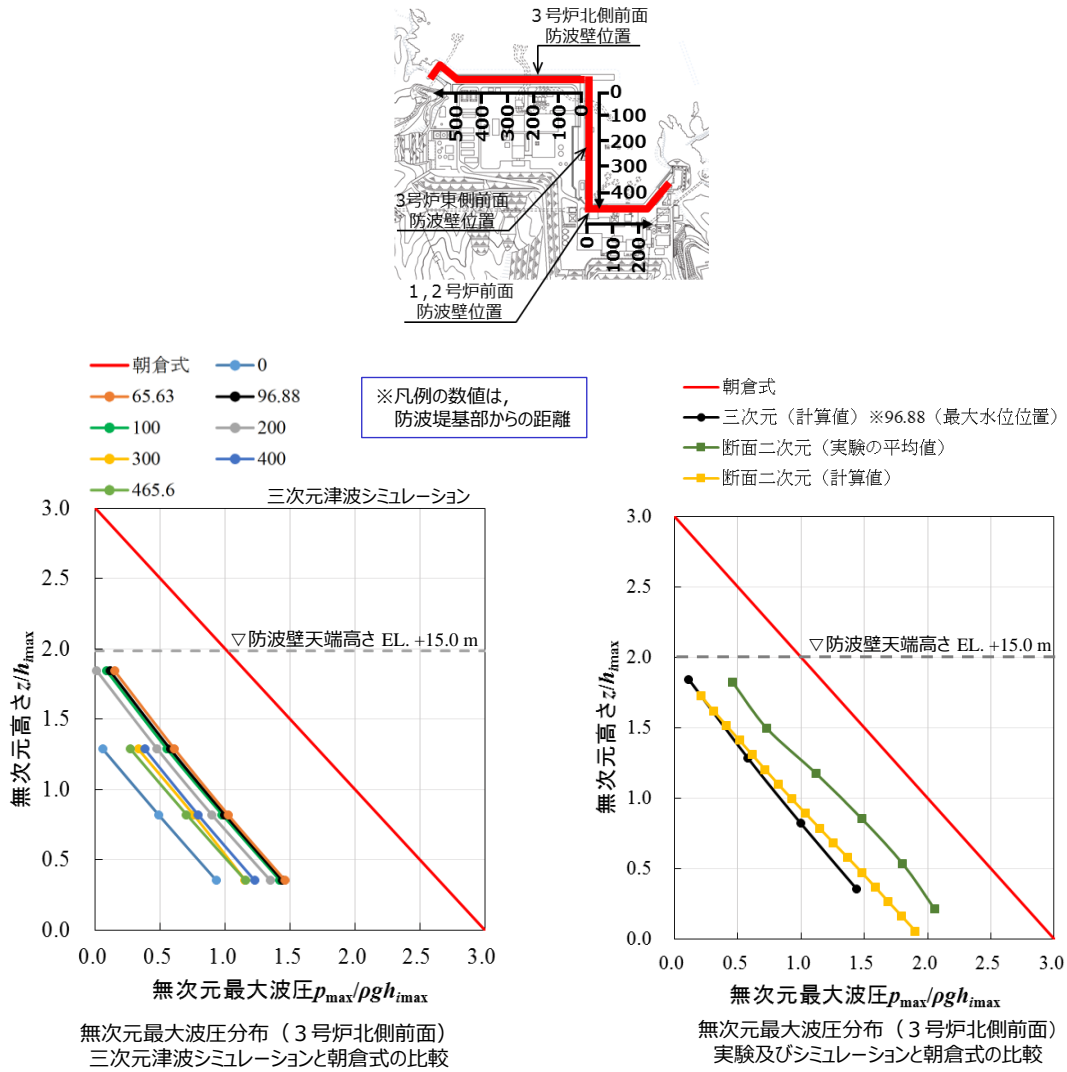 3号炉北側前面
防波壁位置
500
400
300
200
100
0
0
100
200
300
400
3号炉東側前面
防波壁位置
0
100
200
1,2号炉前面
防波壁位置
朝倉式
0
65.63
96.88
100
200
300
400
465.6
※凡例の数値は,
防波堤基部からの距離
三次元津波シミュレーション
3.0
2.5
2.0
1.5
1.0
0.5
0.0
▽防波壁天端高さ EL. +15.0 m
無次元高さz/himax
0.0
0.5
1.0
1.5
2.0
2.5
3.0
無次元最大波圧pmax/ρghimax
無次元最大波圧分布（3号炉北側前面）
三次元津波シミュレーションと朝倉式の比較
朝倉式
三次元（計算値）※96.88（最大水位位置）
断面二次元（実験の平均値）
断面二次元（計算値）
3.0
2.5
2.0
1.5
1.0
0.5
0.0
▽防波壁天端高さ EL. +15.0 m
無次元高さz/himax
0.0
0.5
1.0
1.5
2.0
2.5
3.0
無次元最大波圧pmax/ρghimax
無次元最大波圧分布（3号炉北側前面）
実験及びシミュレーションと朝倉式の比較